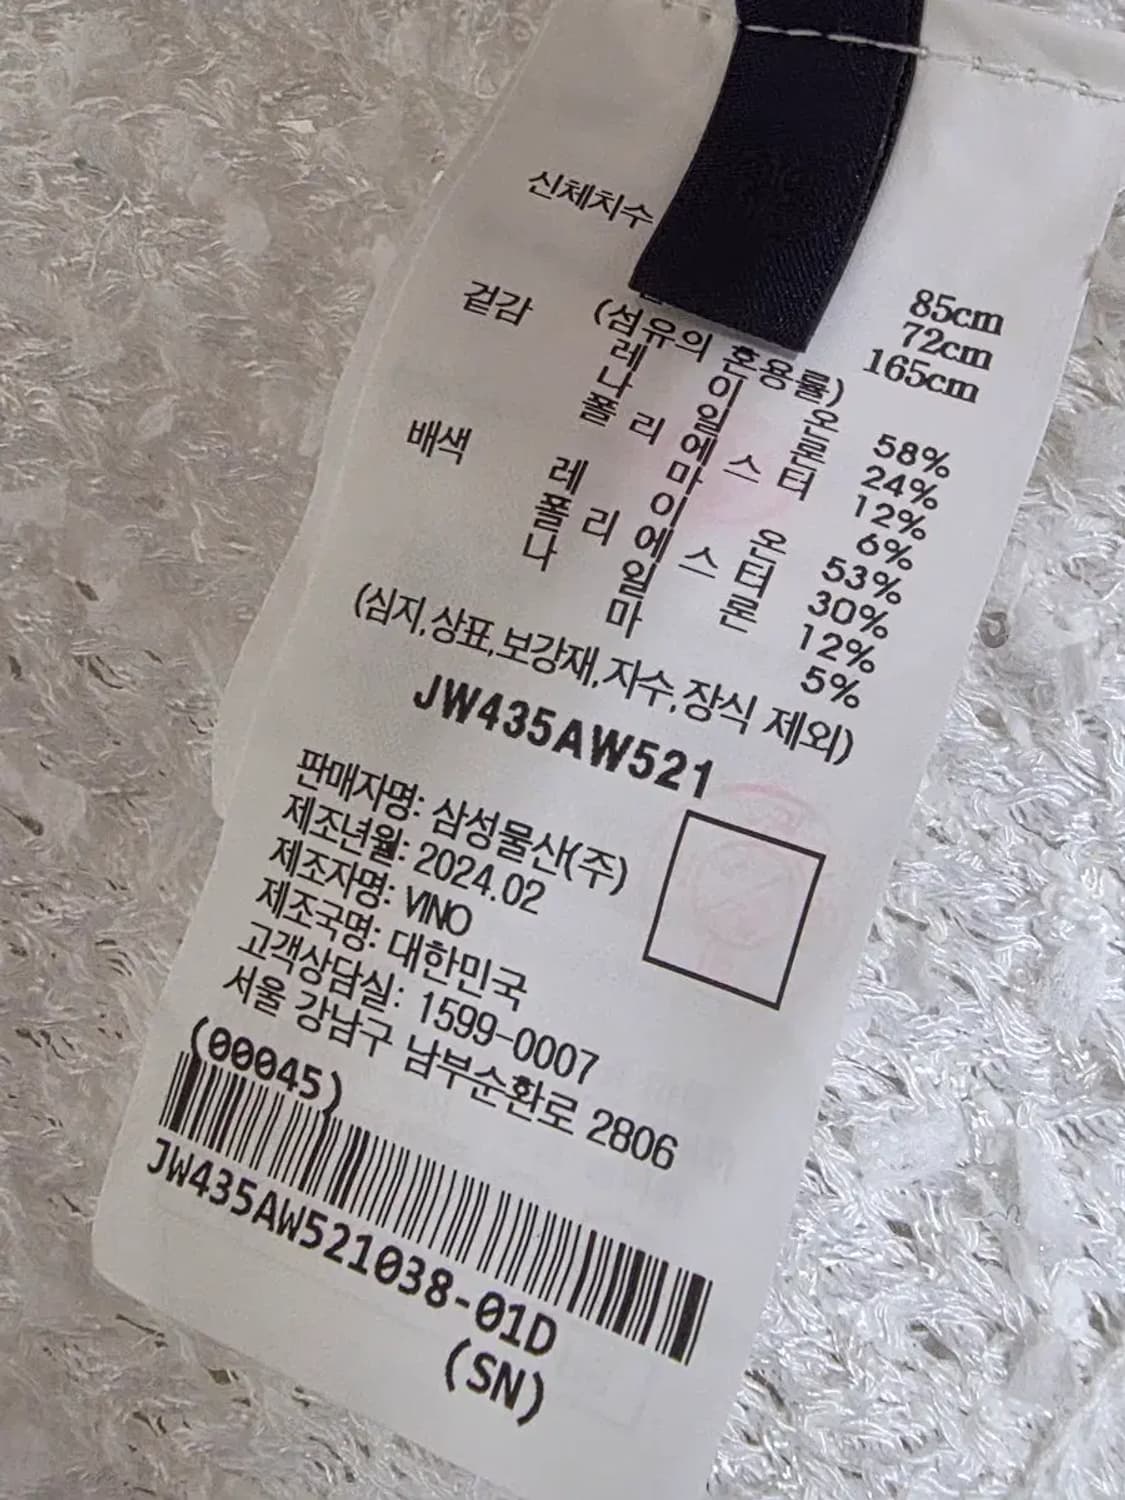 신체치수
85cm
72cm
165cm
겉감 (섬유의 혼용률)
레 이 온 58%
나 일 론 24%
폴 리 에 스 터 12%
마 6%
배색 레 이 온 53%
폴 리 에 스 터 30%
나 일 론 12%
마 5%
(심지,상표,보강재,자수,장식 제외)
JW435AW521
판매자명: 삼성물산(주)
제조년월: 2024.02
제조자명: VINO
제조국명: 대한민국
고객상담실: 1599-0007
서울 강남구 남부순환로 2806
(00045)
JW435AW521038-01D
(SN)